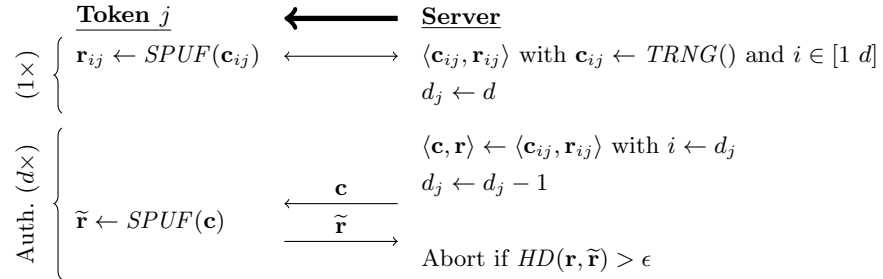 Token j Server
(1×) r_ij ← SPUF(c_ij) ⟨c_ij, r_ij⟩ with c_ij ← TRNG() and i ∈ [1 d]
d_j ← d
Auth. (d×) ⟨c, r⟩ ← ⟨c_ij, r_ij⟩ with i ← d_j
d_j ← d_j − 1
c
r̃ ← SPUF(c) r̃
Abort if HD(r, r̃) > ϵ